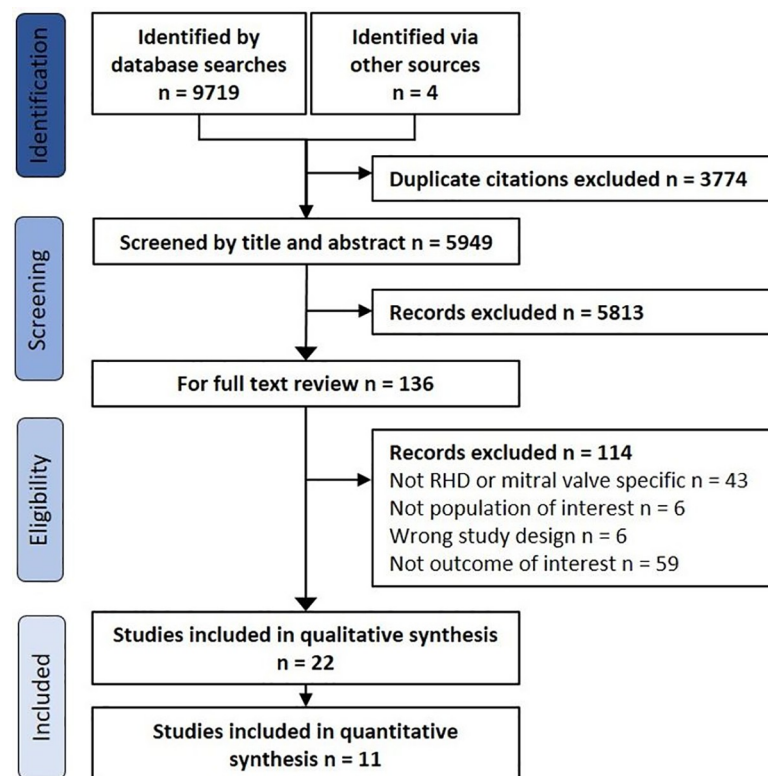 Identification
Identified by
database searches
n = 9719
Identified via
other sources
n = 4
Duplicate citations excluded n = 3774
Screening
Screened by title and abstract n = 5949
Records excluded n = 5813
For full text review n = 136
Eligibility
Records excluded n = 114
Not RHD or mitral valve specific n = 43
Not population of interest n = 6
Wrong study design n = 6
Not outcome of interest n = 59
Included
Studies included in qualitative synthesis
n = 22
Studies included in quantitative
synthesis n = 11